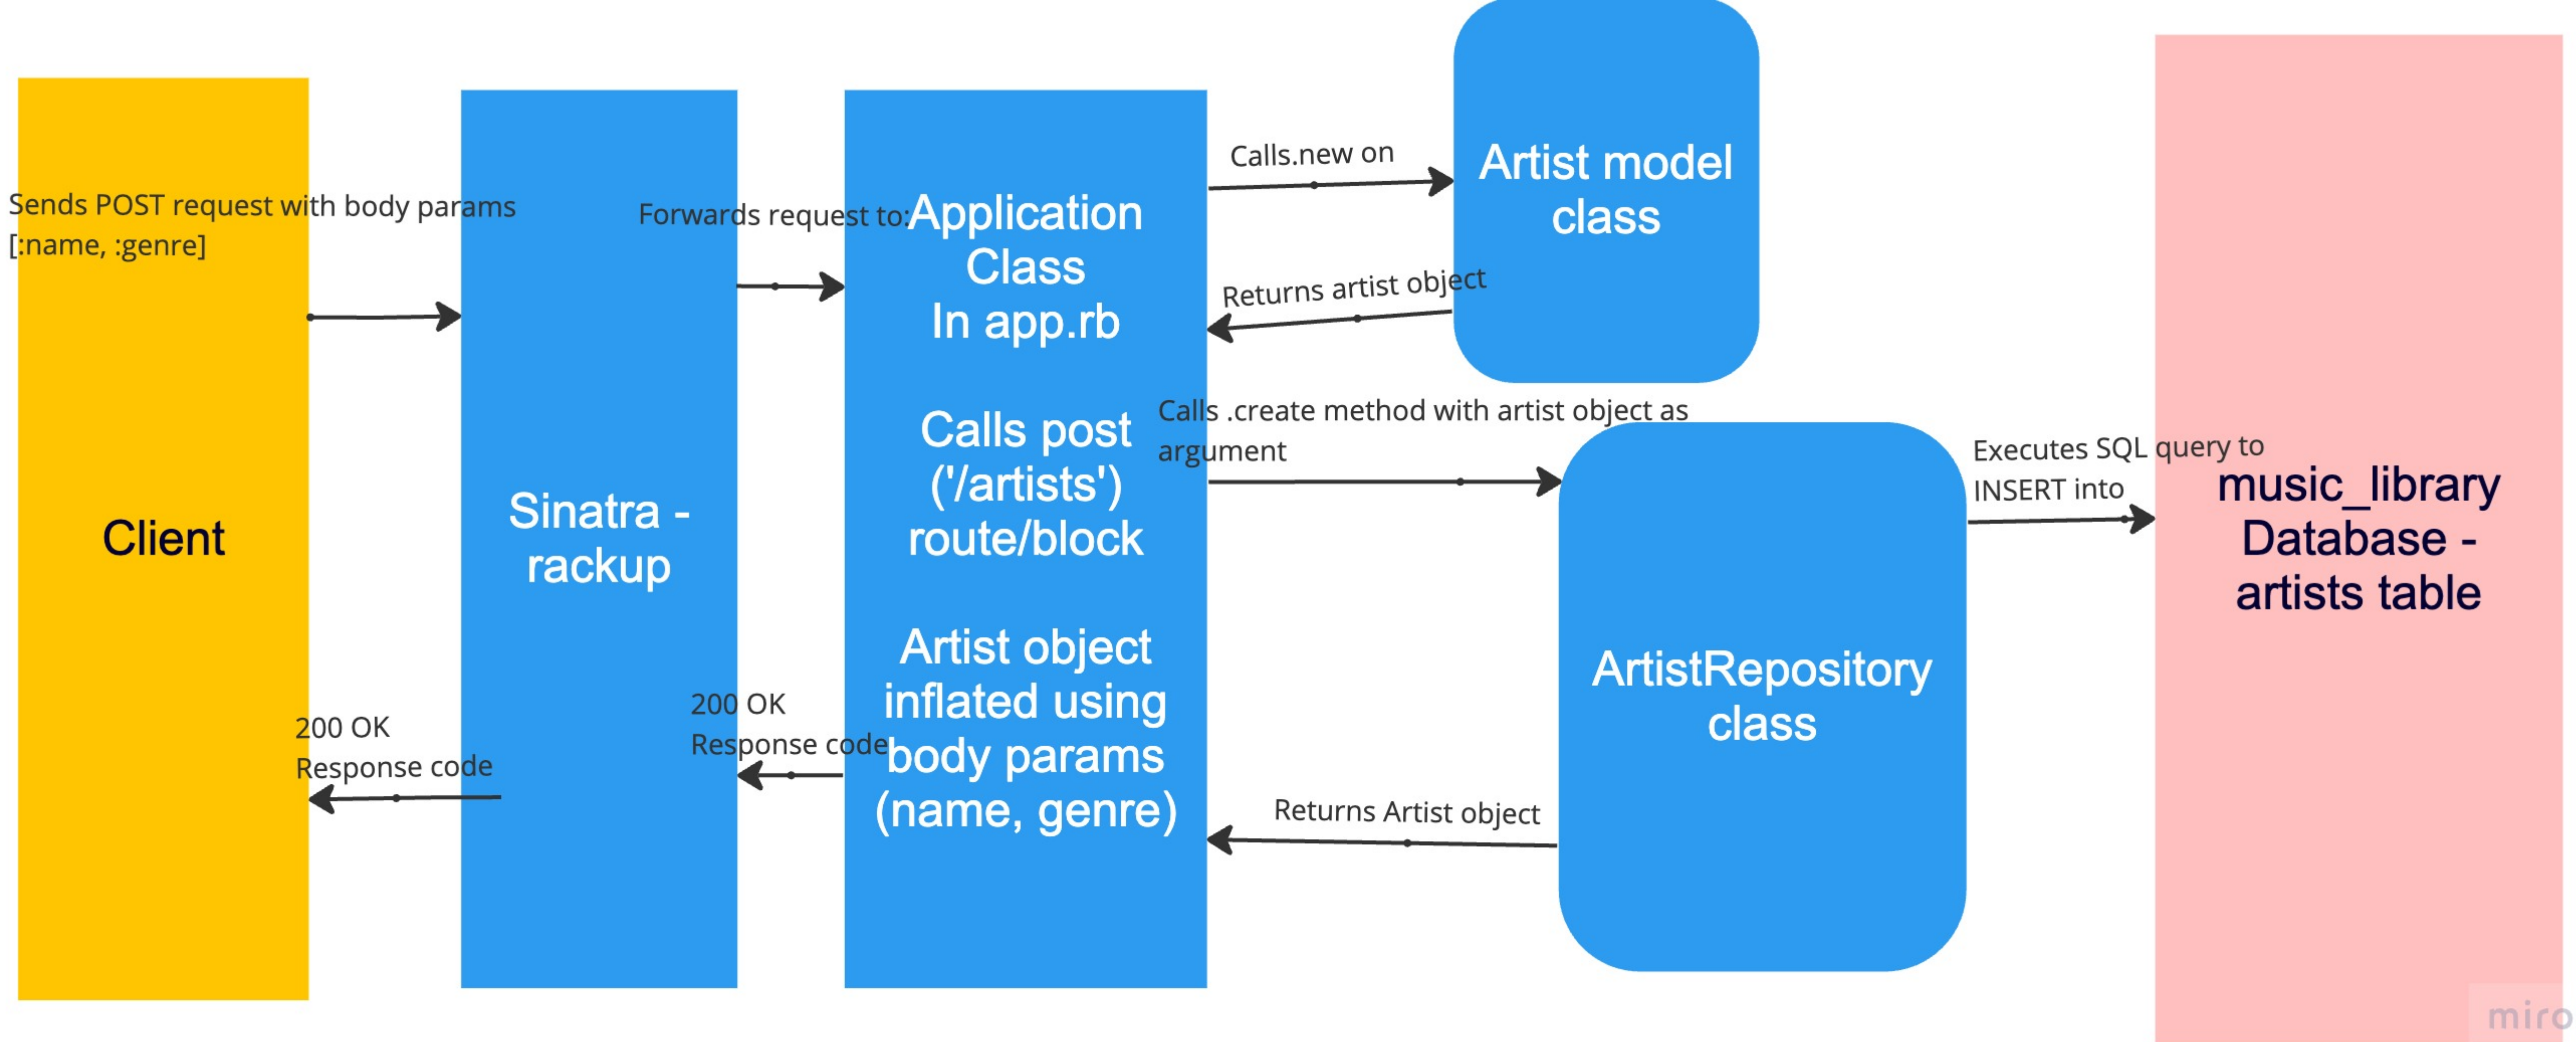 Sends POST request with body params
[:name, :genre]
Client
200 OK
Response code
Sinatra -
rackup
Forwards request to:
200 OK
Response code
Application
Class
In app.rb
Calls post
('/artists')
route/block
Artist object
inflated using
body params
(name, genre)
Calls.new on
Returns artist object
Artist model
class
Calls .create method with artist object as
argument
Returns Artist object
ArtistRepository
class
Executes SQL query to
INSERT into
music_library
Database -
artists table
miro